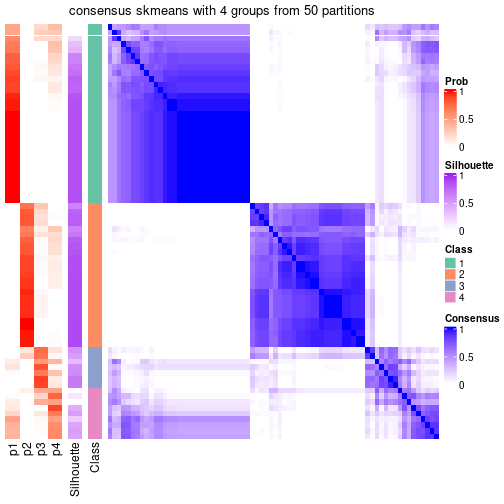 consensus skmeans with 4 groups from 50 partitions
Prob
1
0.5
0
Silhouette
1
0.5
0
Class
1
2
3
4
Consensus
1
0.5
0
p1
p2
p3
p4
Silhouette
Class